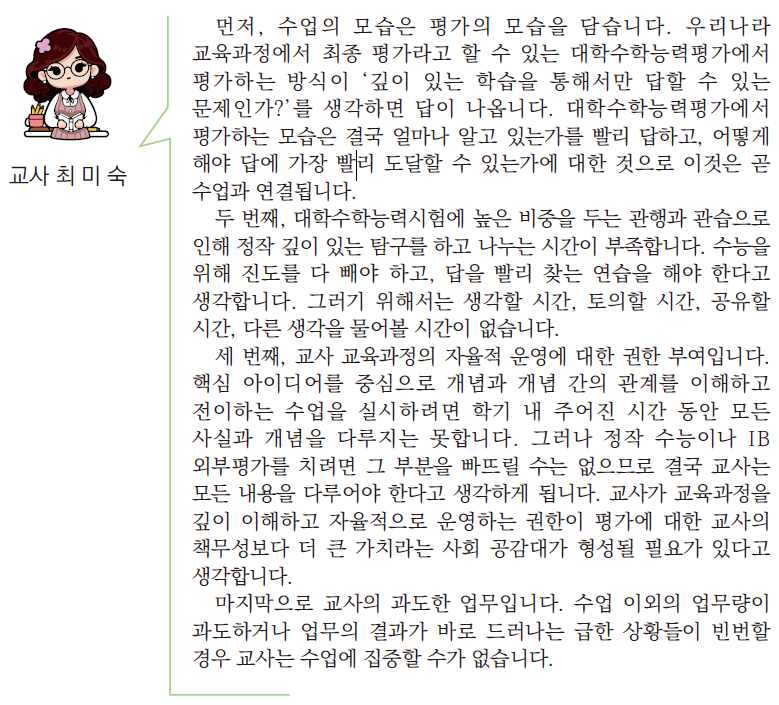 교사 최 미 숙
먼저, 수업의 모습은 평가의 모습을 담습니다. 우리나라
교육과정에서 최종 평가라고 할 수 있는 대학수학능력평가에서
평가하는 방식이 ‘깊이 있는 학습을 통해서만 답할 수 있는
문제인가?’를 생각하면 답이 나옵니다. 대학수학능력평가에서
평가하는 모습은 결국 얼마나 알고 있는가를 빨리 답하고, 어떻게
해야 답에 가장 빨리 도달할 수 있는가에 대한 것으로 이것은 곧
수업과 연결됩니다.
두 번째, 대학수학능력시험에 높은 비중을 두는 관행과 관습으로
인해 정작 깊이 있는 탐구를 하고 나누는 시간이 부족합니다. 수능을
위해 진도를 다 빼야 하고, 답을 빨리 찾는 연습을 해야 한다고
생각합니다. 그러기 위해서는 생각할 시간, 토의할 시간, 공유할
시간, 다른 생각을 물어볼 시간이 없습니다.
세 번째, 교사 교육과정의 자율적 운영에 대한 권한 부여입니다.
핵심 아이디어를 중심으로 개념과 개념 간의 관계를 이해하고
전이하는 수업을 실시하려면 학기 내 주어진 시간 동안 모든
사실과 개념을 다루지는 못합니다. 그러나 정작 수능이나 IB
외부평가를 치려면 그 부분을 빠뜨릴 수는 없으므로 결국 교사는
모든 내용을 다루어야 한다고 생각하게 됩니다. 교사가 교육과정을
깊이 이해하고 자율적으로 운영하는 권한이 평가에 대한 교사의
책무성보다 더 큰 가치라는 사회 공감대가 형성될 필요가 있다고
생각합니다.
마지막으로 교사의 과도한 업무입니다. 수업 이외의 업무량이
과도하거나 업무의 결과가 바로 드러나는 급한 상황들이 빈번할
경우 교사는 수업에 집중할 수가 없습니다.